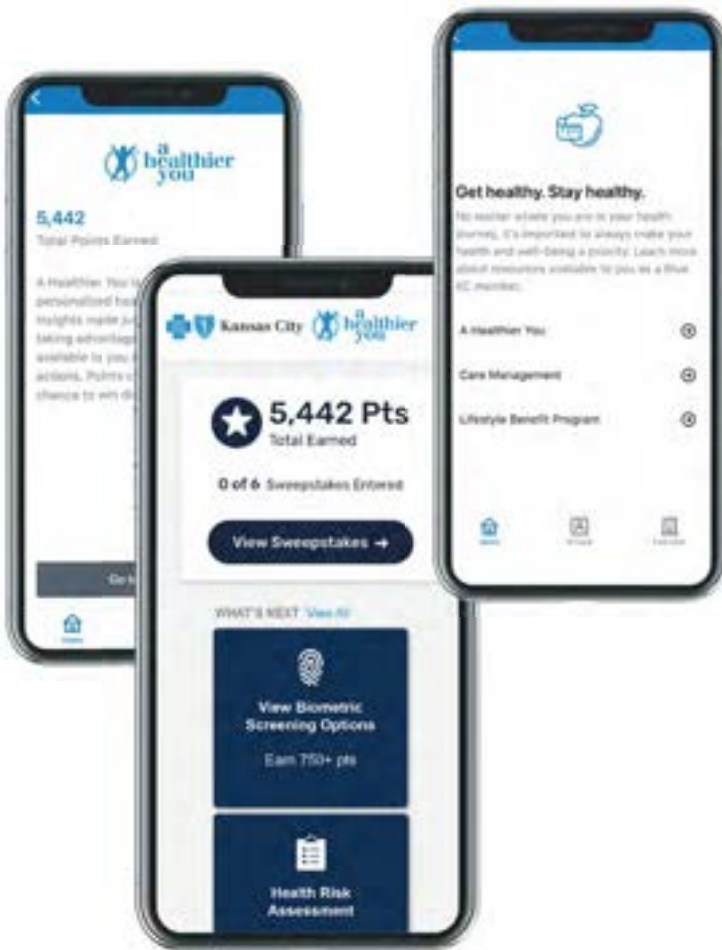 a
healthier
you
5,442
Total Points Earned
A Healthier You is
personalized
insights made
taking advantage
available to you
actions. Points
chance to win
Go
Kansas City
a
healthier
you
5,442 Pts
Total Earned
0 of 6 Sweepstakes Entered
View Sweepstakes →
WHAT'S NEXT View All
View Biometric
Screening Options
Earn 750+ pts
Health Risk
Assessment
Get healthy. Stay healthy.
No matter where you are in your health
journey, it's important to always make your
health and well-being a priority. Learn more
about resources available to you as a Blue
KC member.
A Healthier You
Care Management
Lifestyle Benefit Program